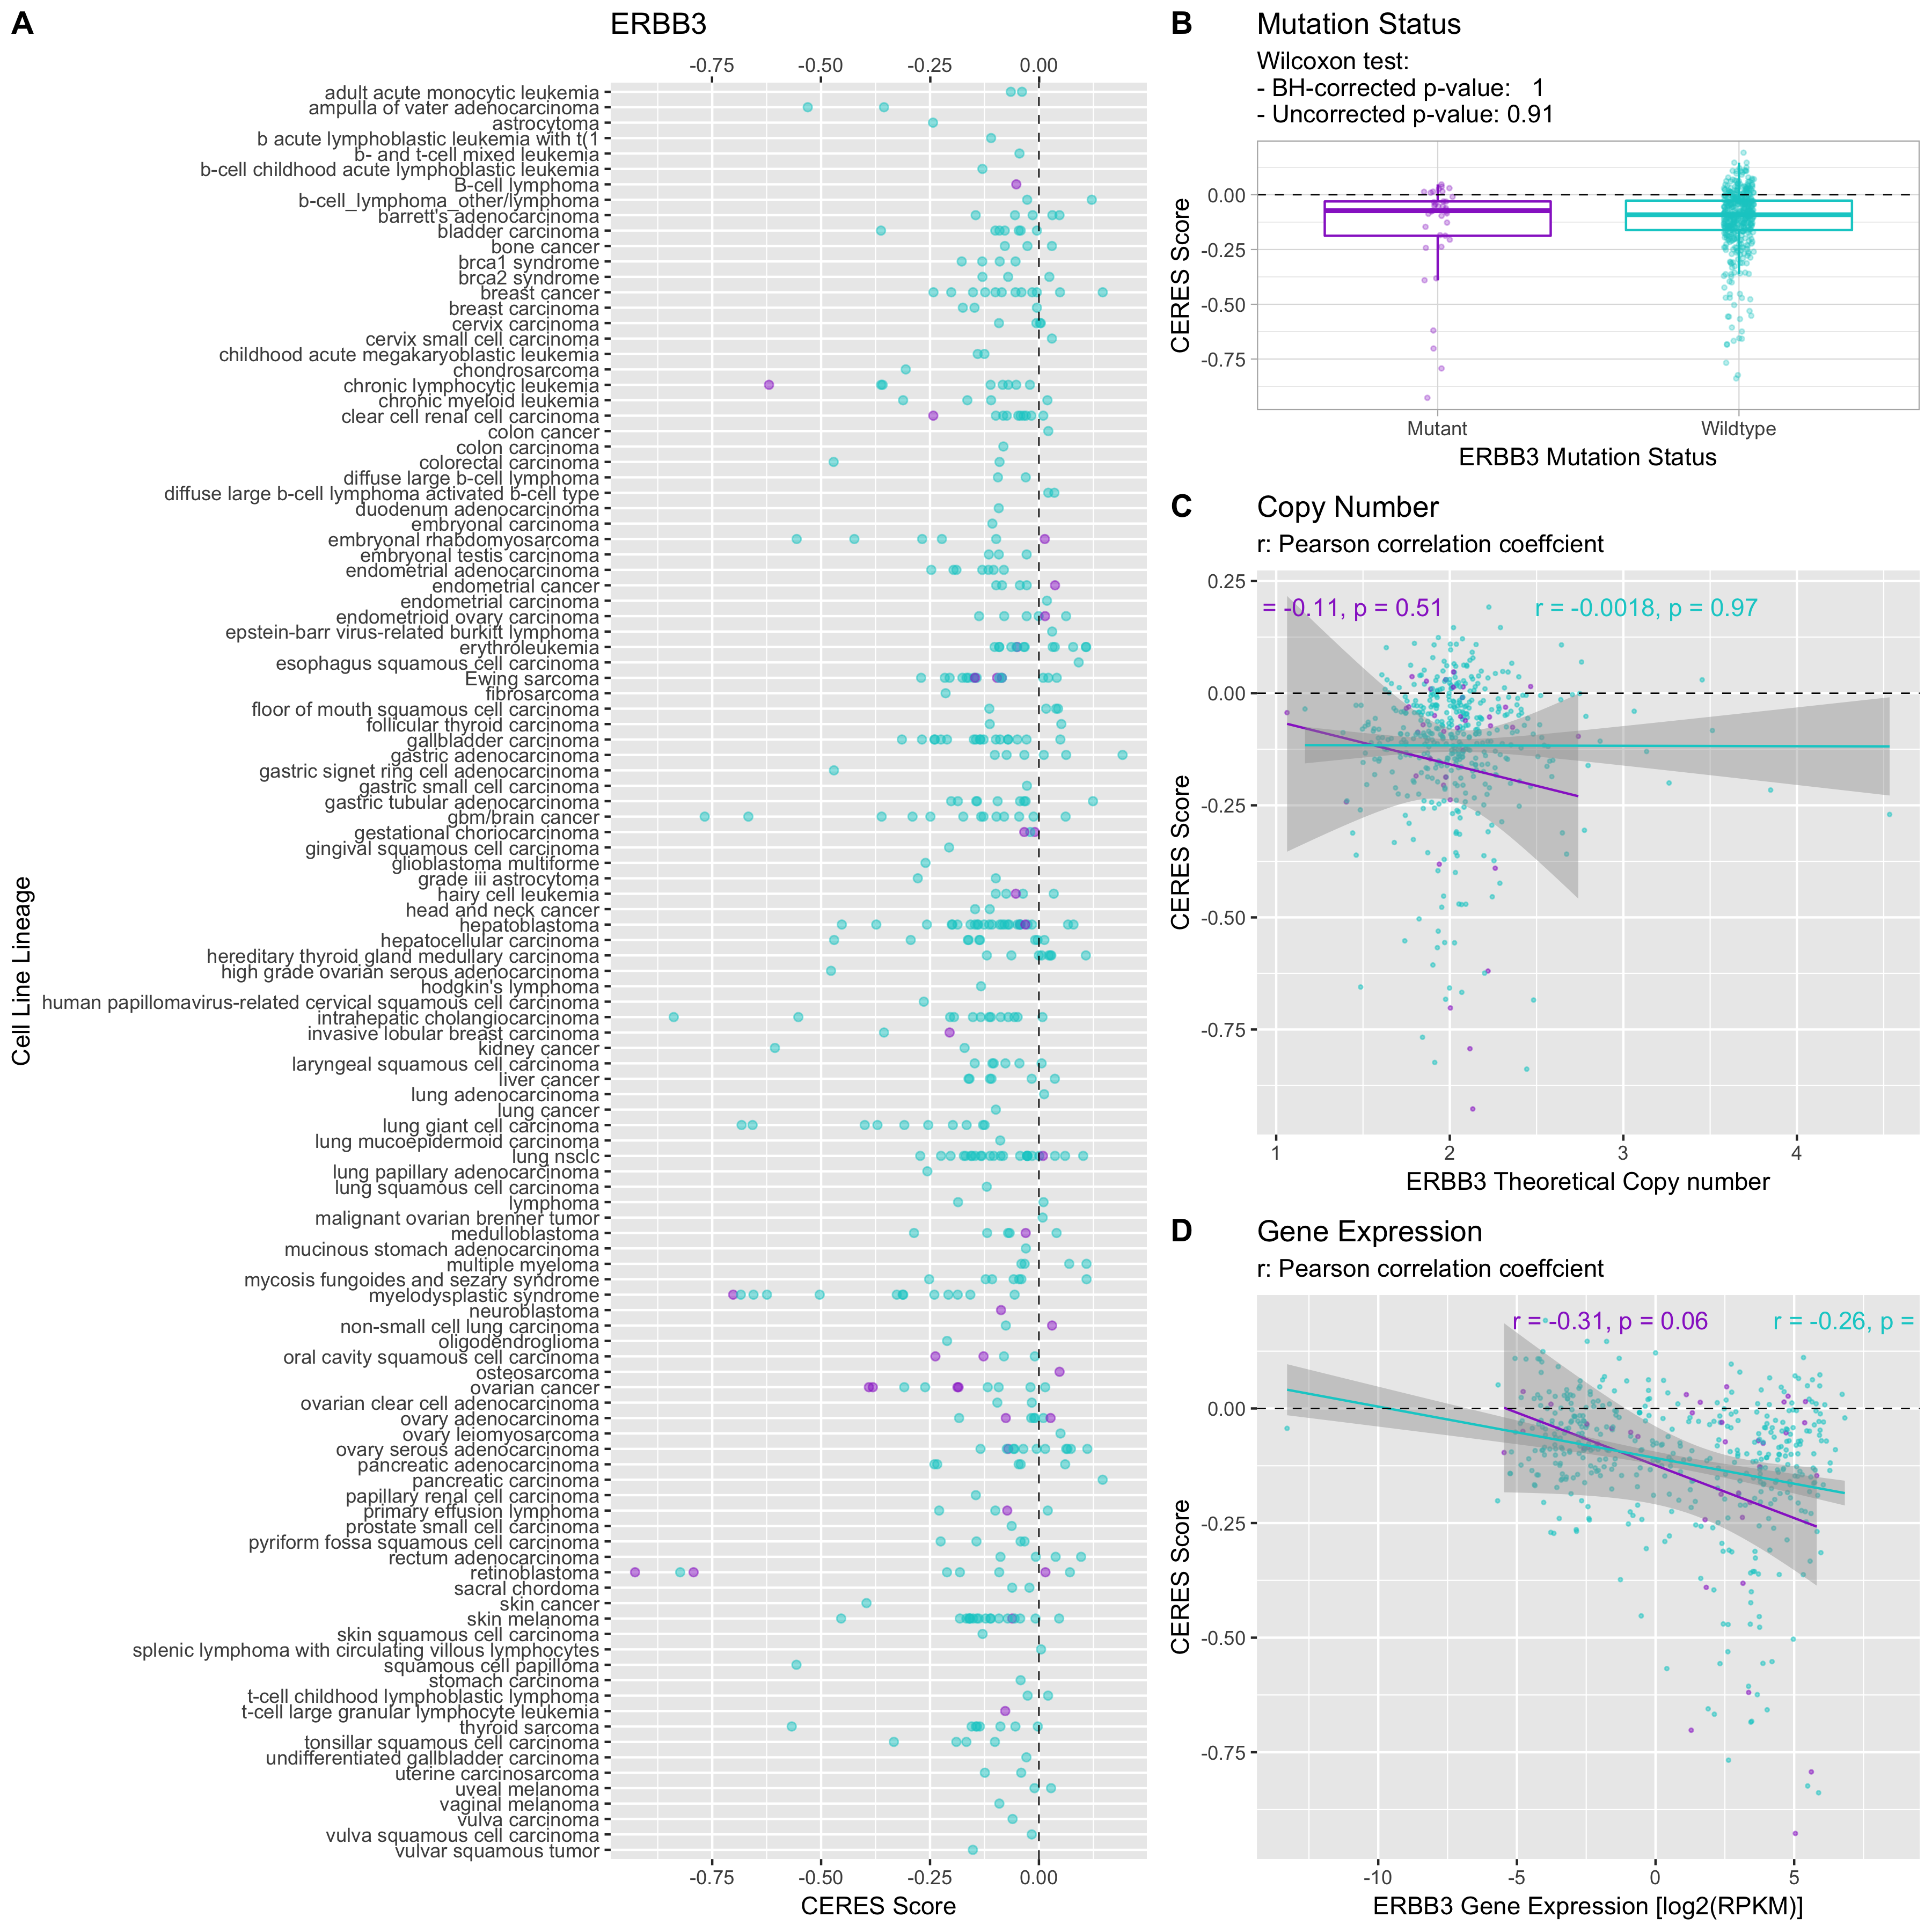 A
ERBB3
-0.75 -0.50 -0.25 0.00
adult acute monocytic leukemia
ampulla of vater adenocarcinoma
astrocytoma
b acute lymphoblastic leukemia with t(1
b- and t-cell mixed leukemia
b-cell childhood acute lymphoblastic leukemia
B-cell lymphoma
b-cell_lymphoma_other/lymphoma
barrett's adenocarcinoma
bladder carcinoma
bone cancer
brca1 syndrome
brca2 syndrome
breast cancer
breast carcinoma
cervix carcinoma
cervix small cell carcinoma
childhood acute megakaryoblastic leukemia
chondrosarcoma
chronic lymphocytic leukemia
chronic myeloid leukemia
clear cell renal cell carcinoma
colon cancer
colon carcinoma
colorectal carcinoma
diffuse large b-cell lymphoma
diffuse large b-cell lymphoma activated b-cell type
duodenum adenocarcinoma
embryonal carcinoma
embryonal rhabdomyosarcoma
embryonal testis carcinoma
endometrial adenocarcinoma
endometrial cancer
endometrial carcinoma
endometrioid ovary carcinoma
epstein-barr virus-related burkitt lymphoma
erythroleukemia
esophagus squamous cell carcinoma
Ewing sarcoma
fibrosarcoma
floor of mouth squamous cell carcinoma
follicular thyroid carcinoma
gallbladder carcinoma
gastric adenocarcinoma
gastric signet ring cell adenocarcinoma
gastric small cell carcinoma
gastric tubular adenocarcinoma
gbm/brain cancer
gestational choriocarcinoma
gingival squamous cell carcinoma
glioblastoma multiforme
grade iii astrocytoma
hairy cell leukemia
head and neck cancer
hepatoblastoma
hepatocellular carcinoma
hereditary thyroid gland medullary carcinoma
high grade ovarian serous adenocarcinoma
hodgkin's lymphoma
human papillomavirus-related cervical squamous cell carcinoma
intrahepatic cholangiocarcinoma
invasive lobular breast carcinoma
kidney cancer
laryngeal squamous cell carcinoma
liver cancer
lung adenocarcinoma
lung cancer
lung giant cell carcinoma
lung mucoepidermoid carcinoma
lung nsclc
lung papillary adenocarcinoma
lung squamous cell carcinoma
lymphoma
malignant ovarian brenner tumor
medulloblastoma
mucinous stomach adenocarcinoma
multiple myeloma
mycosis fungoides and sezary syndrome
myelodysplastic syndrome
neuroblastoma
non-small cell lung carcinoma
oligodendroglioma
oral cavity squamous cell carcinoma
osteosarcoma
ovarian cancer
ovarian clear cell adenocarcinoma
ovary adenocarcinoma
ovary leiomyosarcoma
ovary serous adenocarcinoma
pancreatic adenocarcinoma
pancreatic carcinoma
papillary renal cell carcinoma
primary effusion lymphoma
prostate small cell carcinoma
pyriform fossa squamous cell carcinoma
rectum adenocarcinoma
retinoblastoma
sacral chordoma
skin cancer
skin melanoma
skin squamous cell carcinoma
splenic lymphoma with circulating villous lymphocytes
squamous cell papilloma
stomach carcinoma
t-cell childhood lymphoblastic lymphoma
t-cell large granular lymphocyte leukemia
thyroid sarcoma
tonsillar squamous cell carcinoma
undifferentiated gallbladder carcinoma
uterine carcinosarcoma
uveal melanoma
vaginal melanoma
vulva carcinoma
vulva squamous cell carcinoma
vulvar squamous tumor
-0.75 -0.50 -0.25 0.00
CERES Score
Cell Line Lineage
B
Mutation Status
Wilcoxon test:
- BH-corrected p-value: 1
- Uncorrected p-value: 0.91
0.00
-0.25
-0.50
-0.75
CERES Score
Mutant Wildtype
ERBB3 Mutation Status
C
Copy Number
r: Pearson correlation coeffcient
= -0.11, p = 0.51 r = -0.0018, p = 0.97
0.25
0.00
-0.25
-0.50
-0.75
CERES Score
1 2 3 4
ERBB3 Theoretical Copy number
D
Gene Expression
r: Pearson correlation coeffcient
r = -0.31, p = 0.06 r = -0.26, p =
0.00
-0.25
-0.50
-0.75
CERES Score
-10 -5 0 5
ERBB3 Gene Expression [log2(RPKM)]